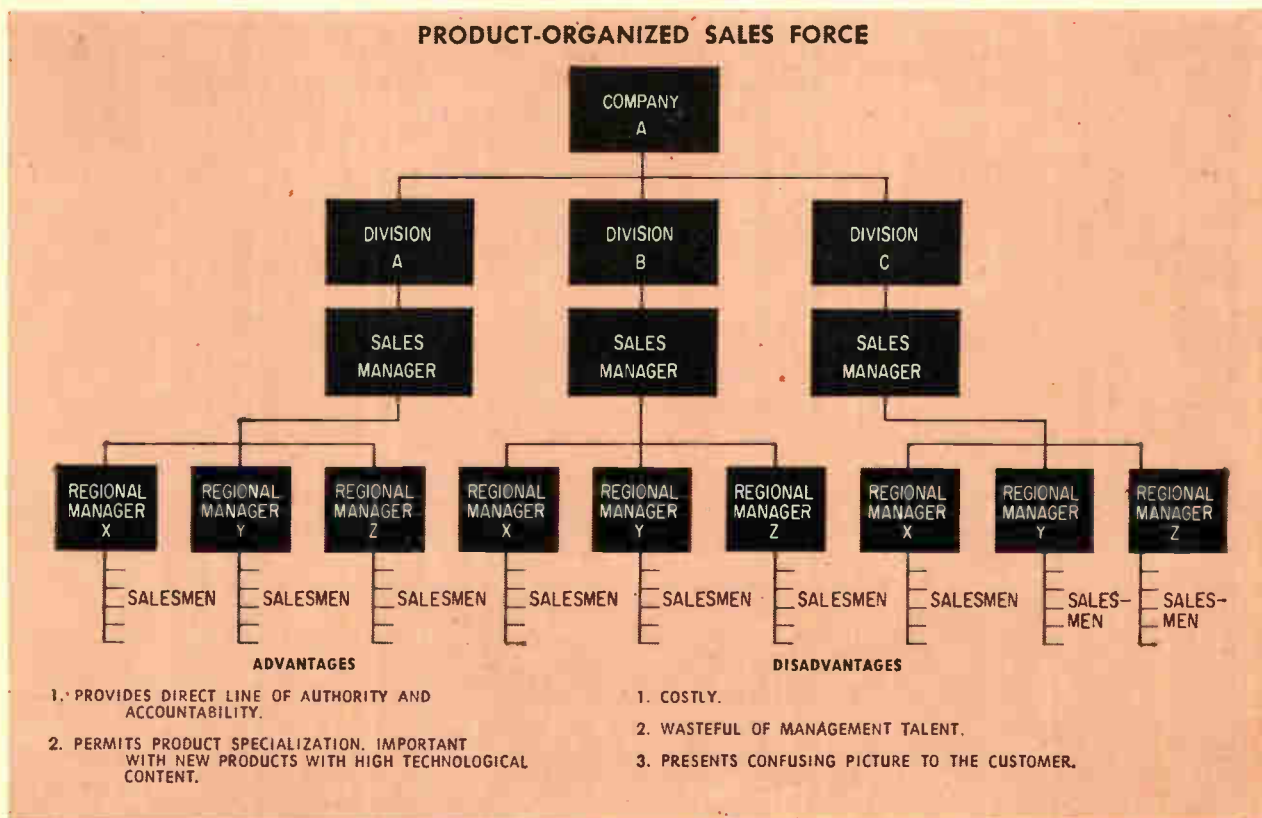 PRODUCT-ORGANIZED SALES FORCE
COMPANY
A
DIVISION
A
DIVISION
B
DIVISION
C
SALES
MANAGER
SALES
MANAGER
SALES
MANAGER
REGIONAL
MANAGER
X
REGIONAL
MANAGER
Y
REGIONAL
MANAGER
Z
REGIONAL
MANAGER
X
REGIONAL
MANAGER
Y
REGIONAL
MANAGER
Z
REGIONAL
MANAGER
X
REGIONAL
MANAGER
Y
REGIONAL
MANAGER
Z
SALESMEN
SALESMEN
SALESMEN
SALESMEN
SALESMEN
SALESMEN
SALESMEN
SALES-
MEN
SALES-
MEN
ADVANTAGES
1. PROVIDES DIRECT LINE OF AUTHORITY AND
ACCOUNTABILITY.
2. PERMITS PRODUCT SPECIALIZATION. IMPORTANT
WITH NEW PRODUCTS WITH HIGH TECHNOLOGICAL
CONTENT.
DISADVANTAGES
1. COSTLY.
2. WASTEFUL OF MANAGEMENT TALENT.
3. PRESENTS CONFUSING PICTURE TO THE CUSTOMER.